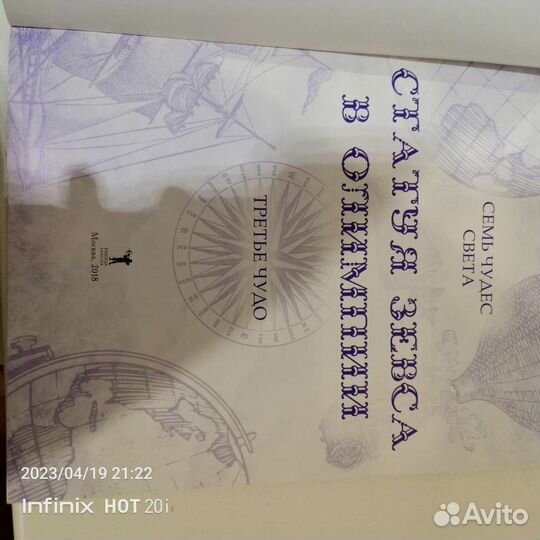 СЕМЬ ЧУДЕС
СВЕТА
СТАТУЯ ЗЕВСА
В ОЛИМПИИ
ТРЕТЬЕ ЧУДО
Москва, 2018
2023/04/19 21:22
Infinix HOT 20i
Avito